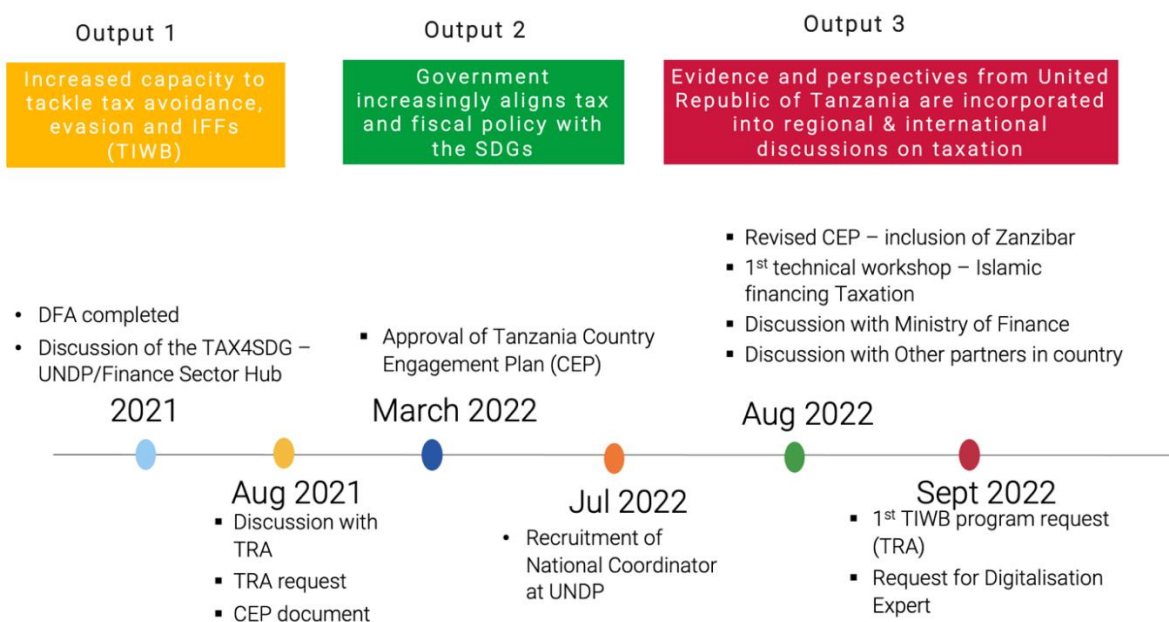 Output 1
Increased capacity to
tackle tax avoidance,
evasion and IFFs
(TIWB)
Output 2
Government
increasingly aligns tax
and fiscal policy with
the SDGs
Output 3
Evidence and perspectives from United
Republic of Tanzania are incorporated
into regional & international
discussions on taxation
• DFA completed
• Discussion of the TAX4SDG –
UNDP/Finance Sector Hub
2021
Aug 2021
▪ Discussion with
TRA
▪ TRA request
▪ CEP document
▪ Approval of Tanzania Country
Engagement Plan (CEP)
March 2022
Jul 2022
• Recruitment of
National Coordinator
at UNDP
▪ Revised CEP – inclusion of Zanzibar
▪ 1st technical workshop – Islamic
financing Taxation
▪ Discussion with Ministry of Finance
▪ Discussion with Other partners in country
Aug 2022
Sept 2022
▪ 1st TIWB program request
(TRA)
▪ Request for Digitalisation
Expert